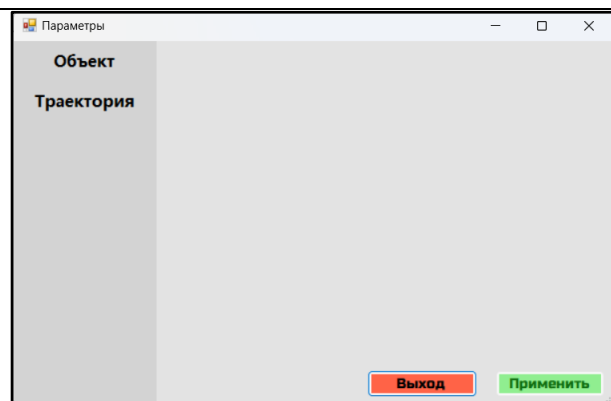 Параметры
Объект
Траектория
Выход
Применить